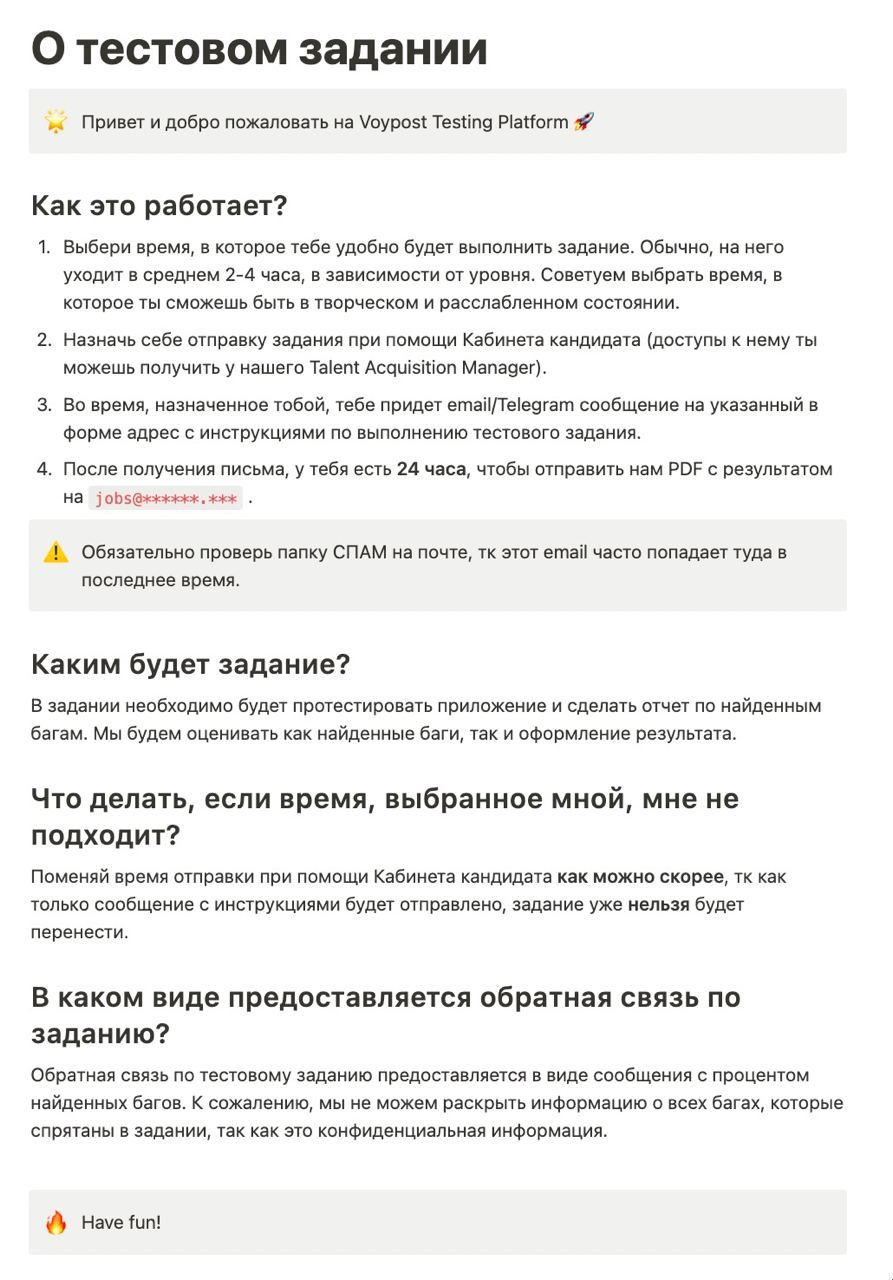 О тестовом задании
🌟 Привет и добро пожаловать на Voypost Testing Platform 🚀
Как это работает?
1. Выбери время, в которое тебе удобно будет выполнить задание. Обычно, на него
уходит в среднем 2-4 часа, в зависимости от уровня. Советуем выбрать время, в
которое ты сможешь быть в творческом и расслабленном состоянии.
2. Назначь себе отправку задания при помощи Кабинета кандидата (доступы к нему ты
можешь получить у нашего Talent Acquisition Manager).
3. Во время, назначенное тобой, тебе придет email/Telegram сообщение на указанный в
форме адрес с инструкциями по выполнению тестового задания.
4. После получения письма, у тебя есть 24 часа, чтобы отправить нам PDF с результатом
на jobs@******.*** .
⚠️ Обязательно проверь папку СПАМ на почте, тк этот email часто попадает туда в
последнее время.
Каким будет задание?
В задании необходимо будет протестировать приложение и сделать отчет по найденным
багам. Мы будем оценивать как найденные баги, так и оформление результата.
Что делать, если время, выбранное мной, мне не
подходит?
Поменяй время отправки при помощи Кабинета кандидата как можно скорее, тк как
только сообщение с инструкциями будет отправлено, задание уже нельзя будет
перенести.
В каком виде предоставляется обратная связь по
заданию?
Обратная связь по тестовому заданию предоставляется в виде сообщения с процентом
найденных багов. К сожалению, мы не можем раскрыть информацию о всех багах, которые
спрятаны в задании, так как это конфиденциальная информация.
🔥 Have fun!